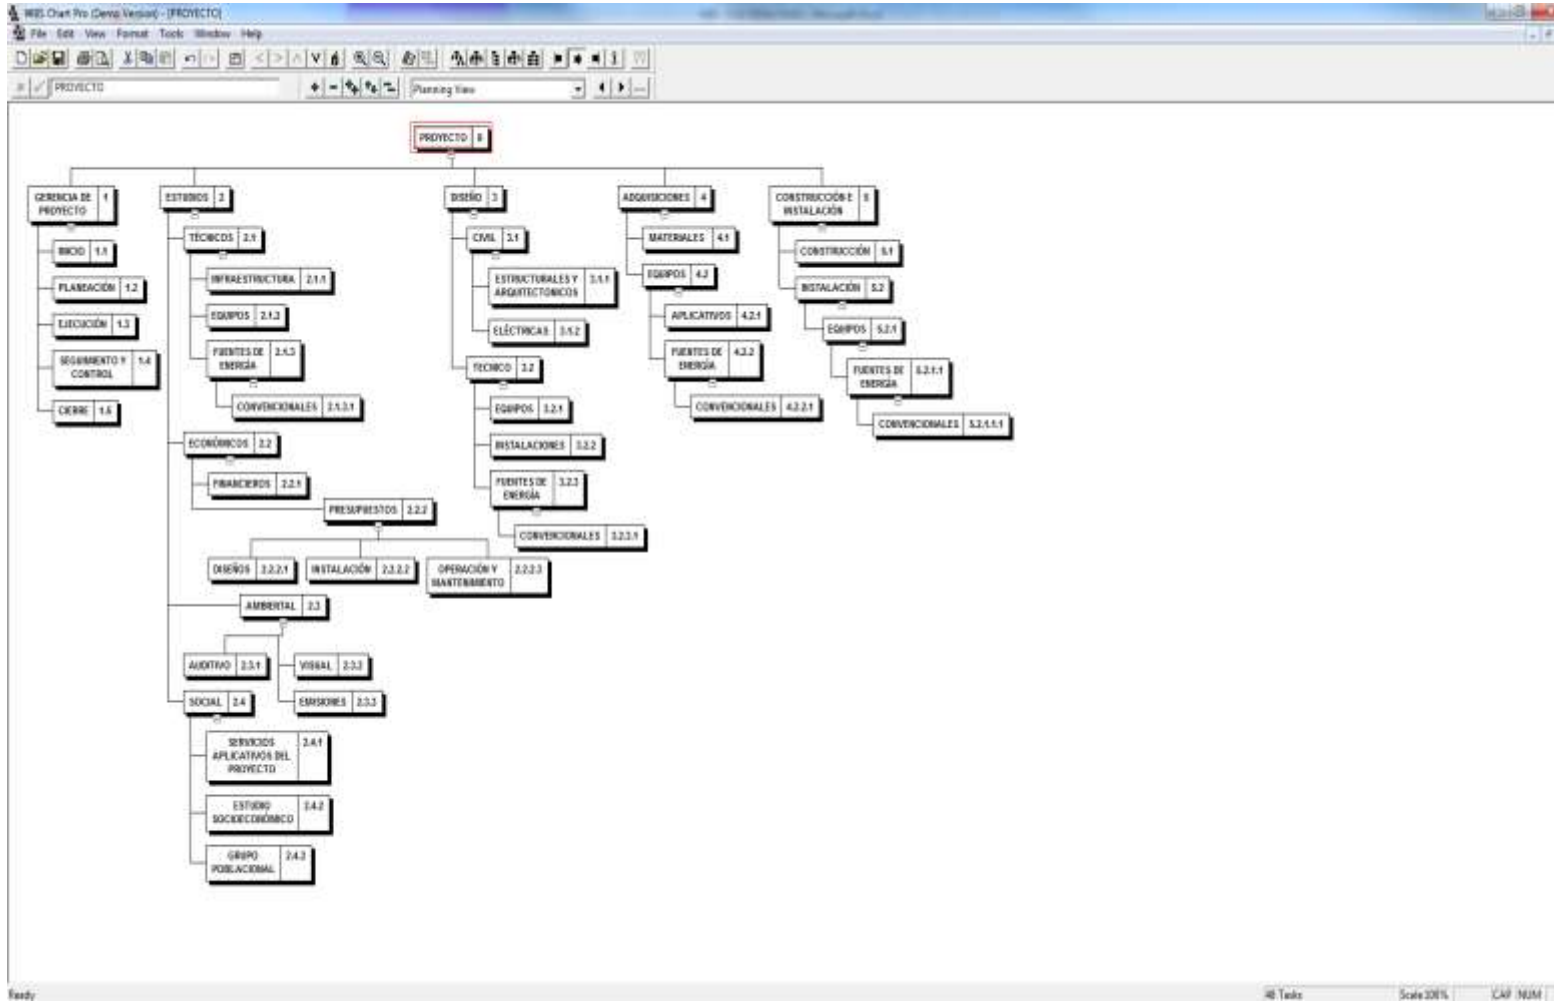 WBS Chart Pro (Demo Version) - [PROYECTO]
File Edit View Format Tools Window Help
PROYECTO
Planning View
PROYECTO 0
GERENCIA DE PROYECTO 1
INICIO 1.1
PLANEACIÓN 1.2
EJECUCIÓN 1.3
SEGUIMIENTO Y CONTROL 1.4
CIERRE 1.5
ESTUDIOS 2
TÉCNICOS 2.1
INFRAESTRUCTURA 2.1.1
EQUIPOS 2.1.2
FUENTES DE ENERGÍA 2.1.3
CONVENCIONALES 2.1.3.1
ECONÓMICOS 2.2
FINANCIEROS 2.2.1
PRESUPUESTOS 2.2.2
DISEÑOS 2.2.2.1
INSTALACIÓN 2.2.2.2
OPERACIÓN Y MANTENIMIENTO 2.2.2.3
AMBIENTAL 2.3
AUDITIVO 2.3.1
VISUAL 2.3.2
EMISIONES 2.3.3
SOCIAL 2.4
SERVICIOS APLICATIVOS DEL PROYECTO 2.4.1
ESTUDIO SOCIOECONÓMICO 2.4.2
GRUPO POBLACIONAL 2.4.3
DISEÑO 3
CIVIL 3.1
ESTRUCTURALES Y ARQUITECTONICOS 3.1.1
ELÉCTRICAS 3.1.2
TECNICO 3.2
EQUIPOS 3.2.1
INSTALACIONES 3.2.2
FUENTES DE ENERGÍA 3.2.3
CONVENCIONALES 3.2.3.1
ADQUISICIONES 4
MATERIALES 4.1
EQUIPOS 4.2
APLICATIVOS 4.2.1
FUENTES DE ENERGÍA 4.2.2
CONVENCIONALES 4.2.2.1
CONSTRUCCIÓN E INSTALACIÓN 5
CONSTRUCCIÓN 5.1
INSTALACIÓN 5.2
EQUIPOS 5.2.1
FUENTES DE ENERGÍA 5.2.1.1
CONVENCIONALES 5.2.1.1.1
Ready
48 Tasks
Scale:100%
CAP NUM